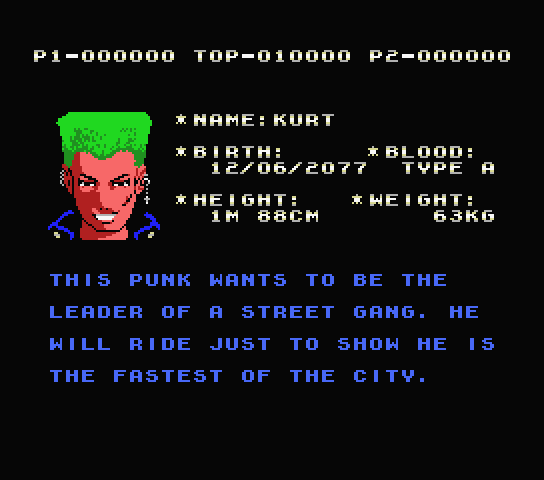 P1-000000 TOP-010000 P2-000000
*NAME:KURT
*BIRTH: *BLOOD:
12/06/2077 TYPE A
*HEIGHT: *WEIGHT:
1M 88CM 63KG
THIS PUNK WANTS TO BE THE
LEADER OF A STREET GANG. HE
WILL RIDE JUST TO SHOW HE IS
THE FASTEST OF THE CITY.